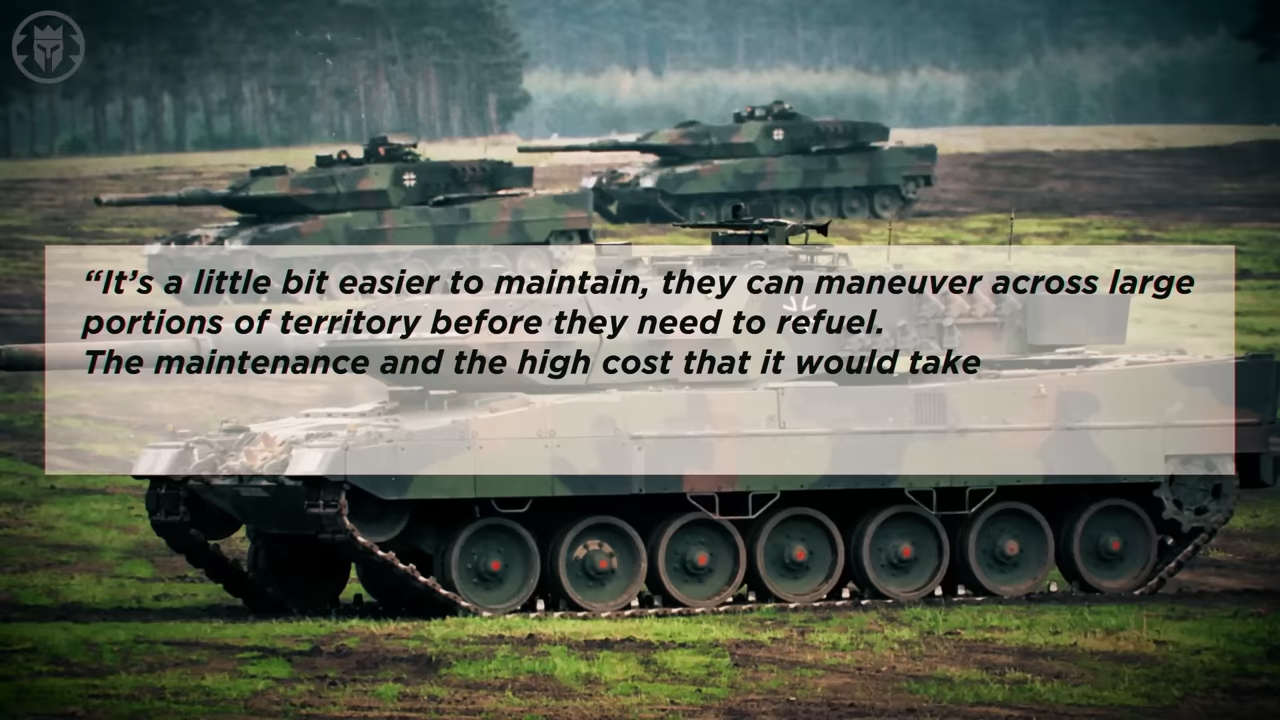 “It’s a little bit easier to maintain, they can maneuver across large
portions of territory before they need to refuel.
The maintenance and the high cost that it would take